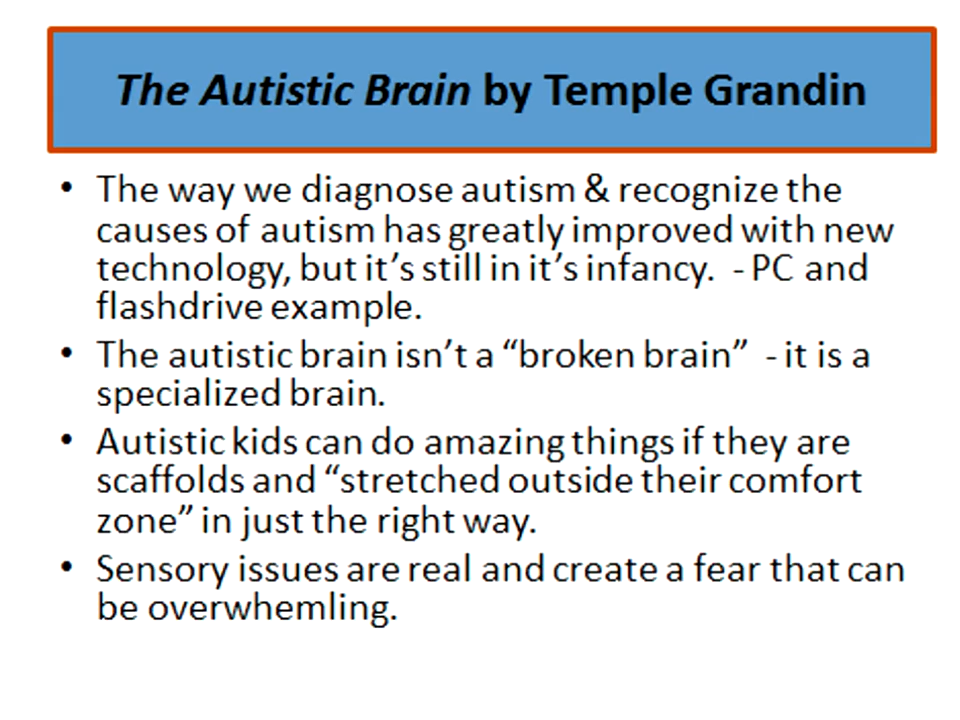 The Autistic Brain by Temple Grandin
• The way we diagnose autism & recognize the
causes of autism has greatly improved with new
technology, but it’s still in it’s infancy.  - PC and
flashdrive example.
• The autistic brain isn’t a “broken brain”  - it is a
specialized brain.
• Autistic kids can do amazing things if they are
scaffolds and “stretched outside their comfort
zone” in just the right way.
• Sensory issues are real and create a fear that can
be overwhemling.